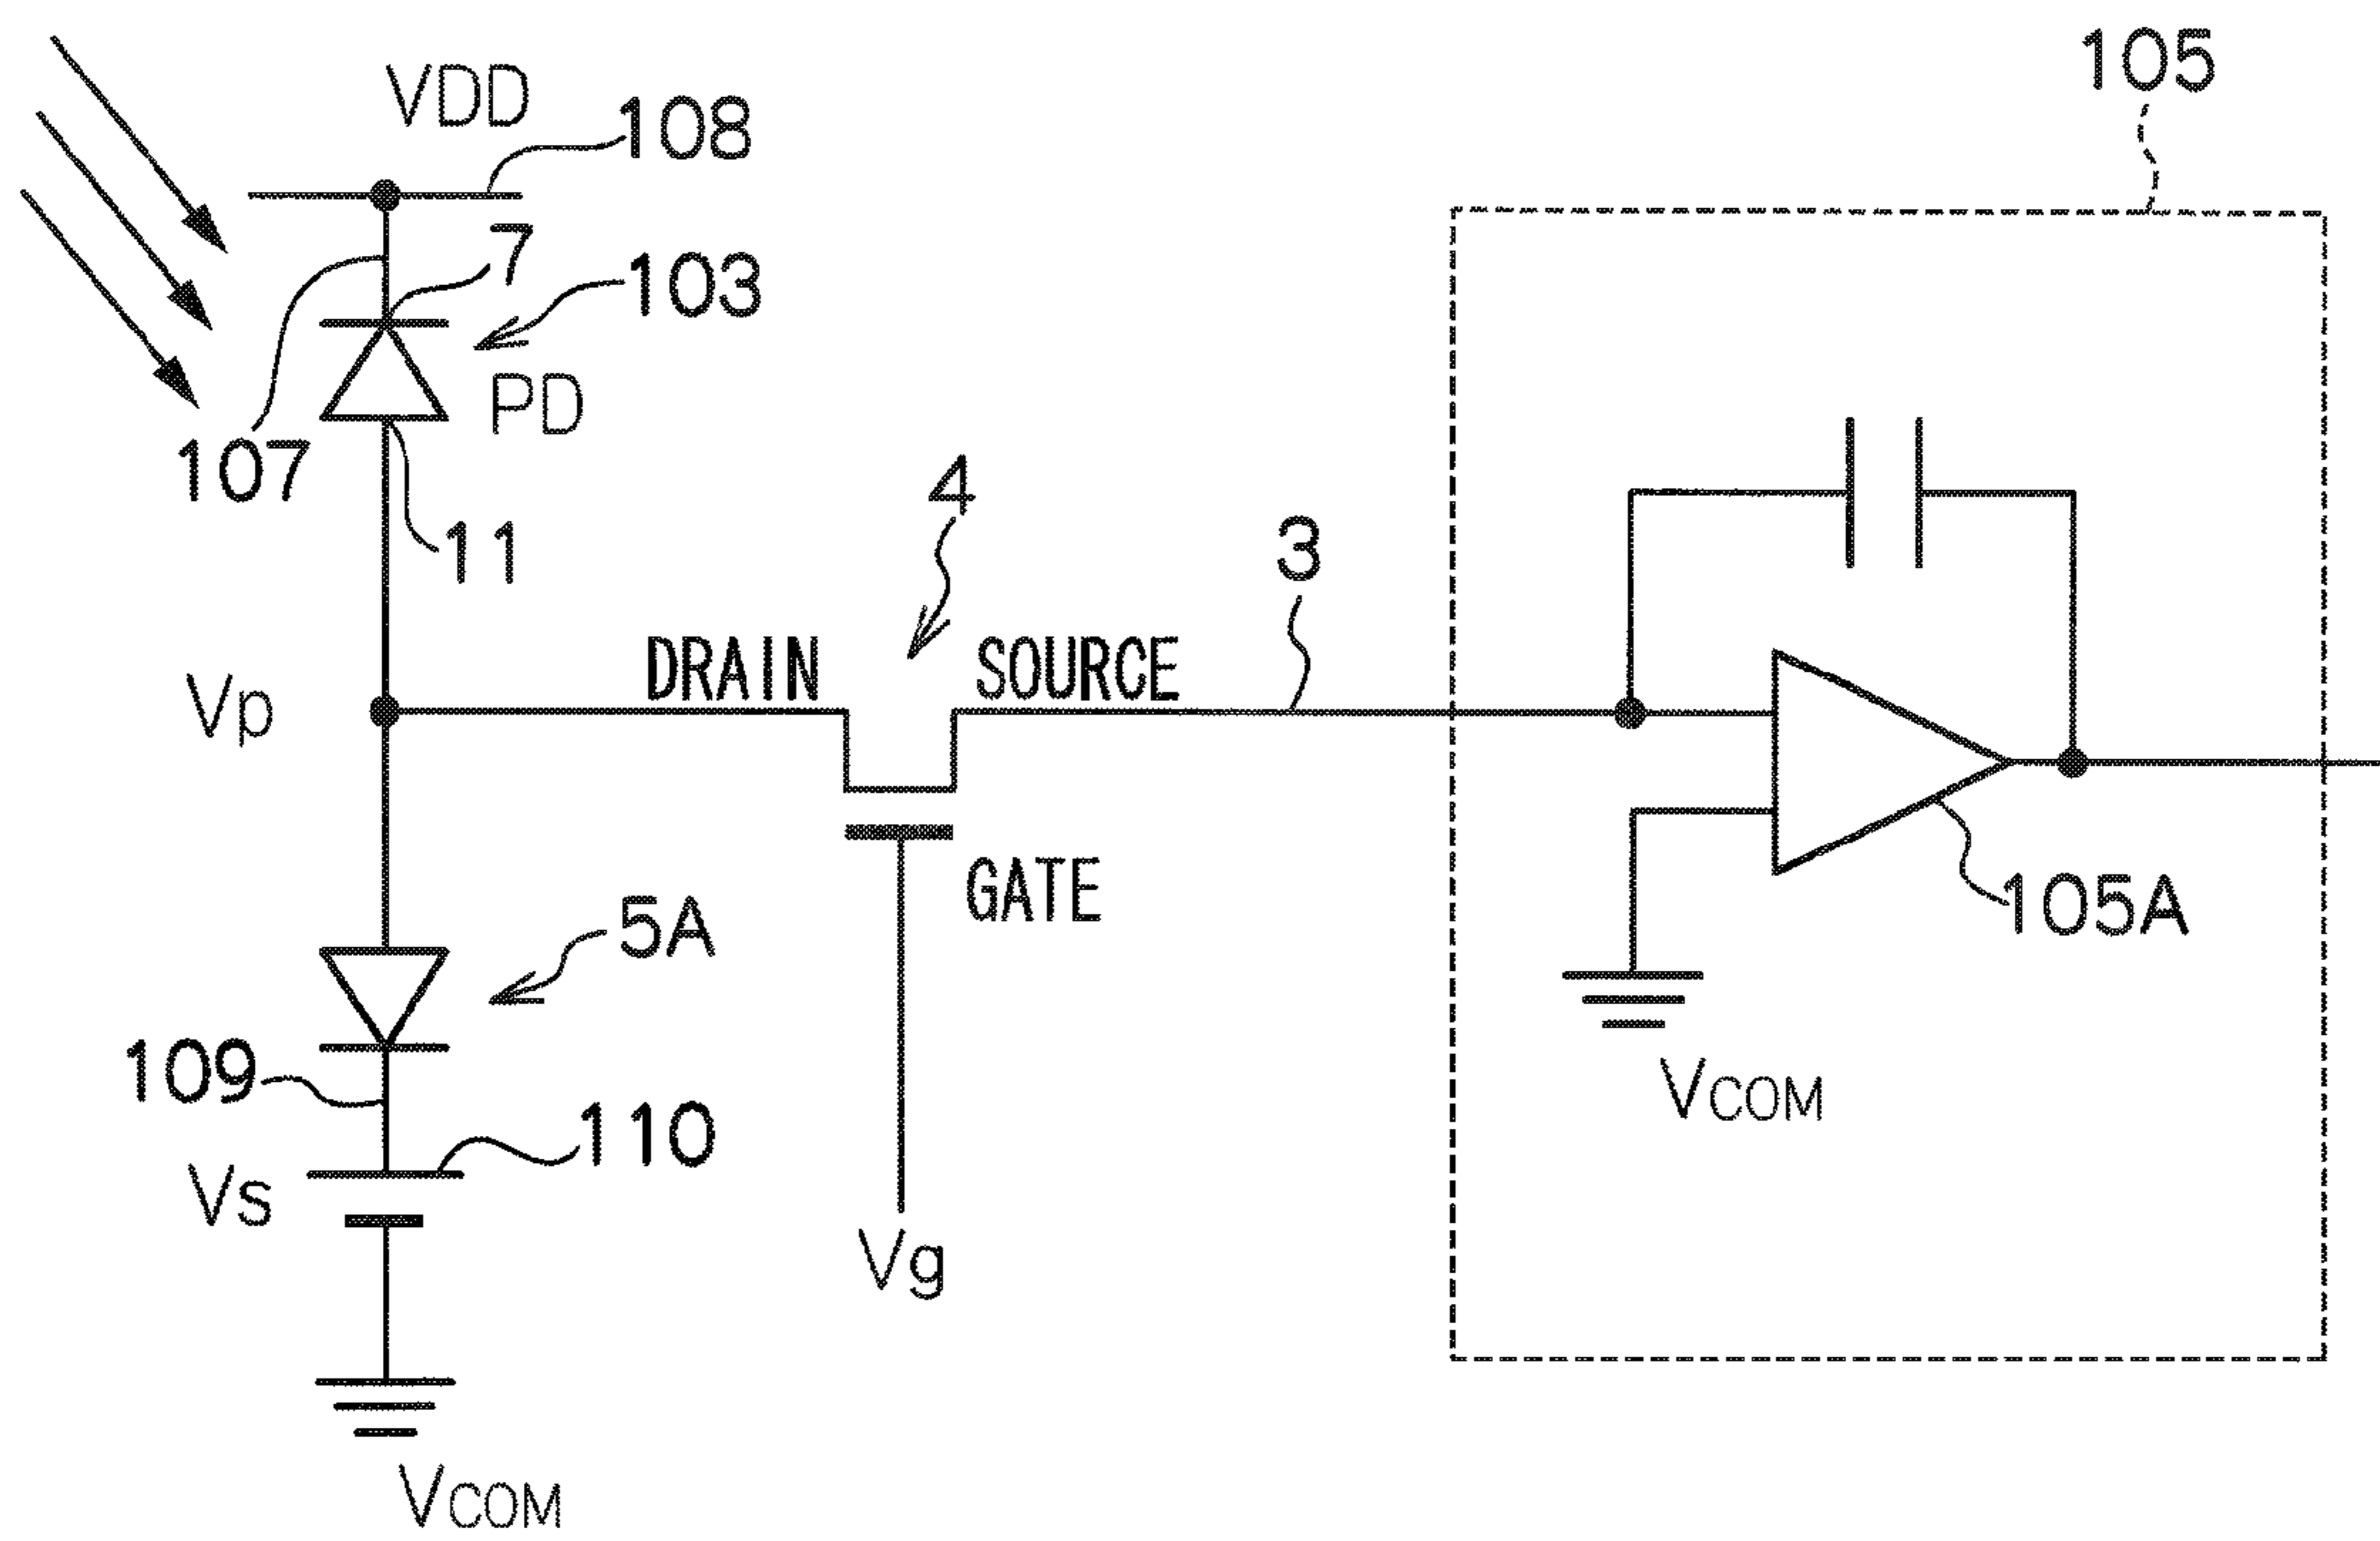 105
VDD
108
7
103
PD
107
4
11
3
DRAIN
SOURCE
Vp
GATE
5A
105A
109
VCOM
110
Vs
Vg
VCOM